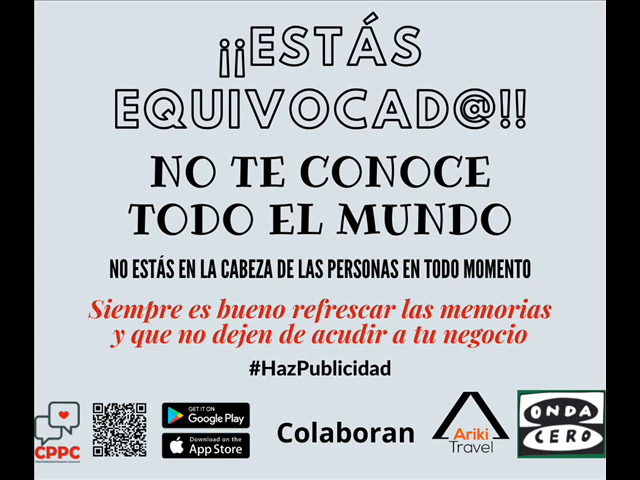 ¡¡ESTÁS
EQUIVOCAD@!!
NO TE CONOCE
TODO EL MUNDO
NO ESTÁS EN LA CABEZA DE LAS PERSONAS EN TODO MOMENTO
Siempre es bueno refrescar las memorias
y que no dejen de acudir a tu negocio
#HazPublicidad
CPPC
GET IT ON
Google Play
Download on the
App Store
Colaboran
Ariki
Travel
ONDA
CERO